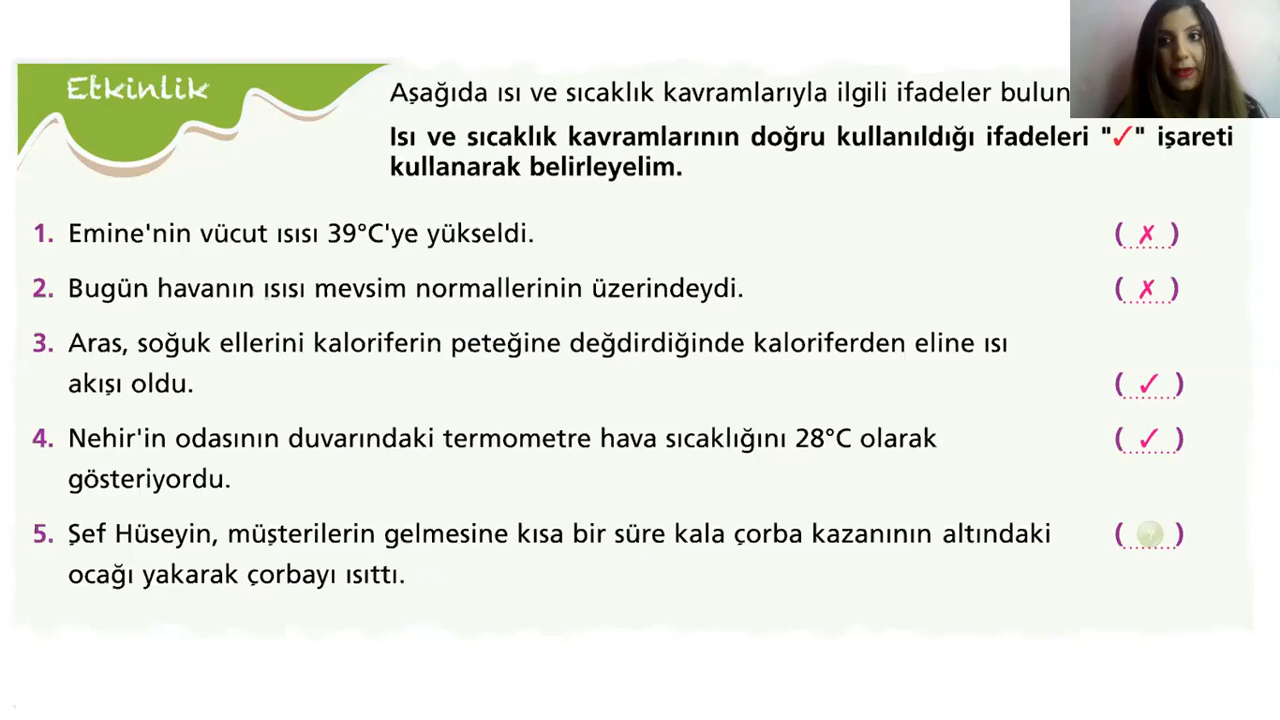 Etkinlik
Aşağıda ısı ve sıcaklık kavramlarıyla ilgili ifadeler
Isı ve sıcaklık kavramlarının doğru kullanıldığı ifadeleri "✓" işareti
kullanarak belirleyelim.
1. Emine'nin vücut ısısı 39°C'ye yükseldi. ( ✗ )
2. Bugün havanın ısısı mevsim normallerinin üzerindeydi. ( ✗ )
3. Aras, soğuk ellerini kaloriferin peteğine değdirdiğinde kaloriferden eline ısı
akışı oldu. ( ✓ )
4. Nehir'in odasının duvarındaki termometre hava sıcaklığını 28°C olarak ( ✓ )
gösteriyordu.
5. Şef Hüseyin, müşterilerin gelmesine kısa bir süre kala çorba kazanının altındaki ( )
ocağı yakarak çorbayı ısıttı.